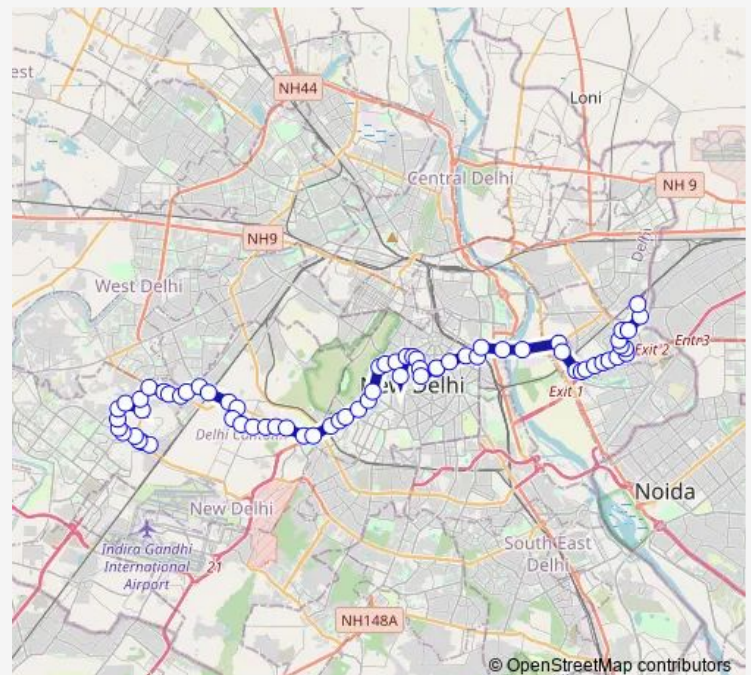 est
NH44
Loni
Central Delhi
NH 9
NH9
Delhi
West Delhi
Entr3
Exit 2
New Delhi
Exit 1
Delhi
New Delhi
Noida
Indira Gandhi
International
Airport
21
South East
Delhi
NH148A
© OpenStreetMap contributors